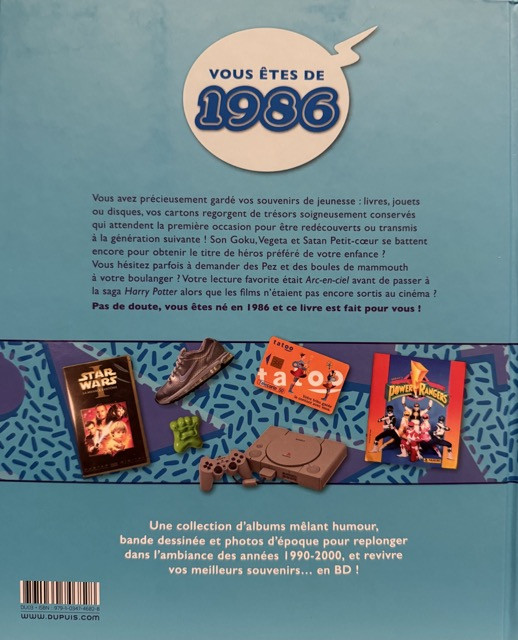 VOUS ÊTES DE
1986
Vous avez précieusement gardé vos souvenirs de jeunesse : livres, jouets
ou disques, vos cartons regorgent de trésors soigneusement conservés
qui attendent la première occasion pour être redécouverts ou transmis
à la génération suivante ! Son Goku, Vegeta et Satan Petit-cœur se battent
encore pour obtenir le titre de héros préféré de votre enfance ?
Vous hésitez parfois à demander des Pez et des boules de mammouth
à votre boulanger ? Votre lecture favorite était Arc-en-ciel avant de passer à
la saga Harry Potter alors que les films n'étaient pas encore sortis au cinéma ?
Pas de doute, vous êtes né en 1986 et ce livre est fait pour vous !
STAR
WARS
I
tatoo
tatoo
POWER RANGERS
PANINI
Une collection d'albums mêlant humour,
bande dessinée et photos d'époque pour replonger
dans l'ambiance des années 1990-2000, et revivre
vos meilleurs souvenirs... en BD !
WWW.DUPUIS.COM